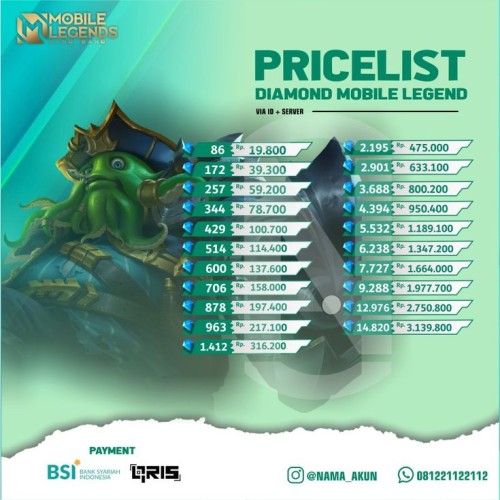 MOBILE
LEGENDS
BANG BANG
PRICELIST
DIAMOND MOBILE LEGEND
VIA ID + SERVER
86 Rp. 19.800
172 Rp. 39.300
257 Rp. 59.200
344 Rp. 78.700
429 Rp. 100.700
514 Rp. 114.400
600 Rp. 137.600
706 Rp. 158.000
878 Rp. 197.400
963 Rp. 217.100
1.412 Rp. 316.200
2.195 Rp. 475.000
2.901 Rp. 633.100
3.688 Rp. 800.200
4.394 Rp. 950.400
5.532 Rp. 1.189.100
6.238 Rp. 1.347.200
7.727 Rp. 1.664.000
9.288 Rp. 1.977.700
12.976 Rp. 2.750.800
14.820 Rp. 3.139.800
PAYMENT
BSI BANK SYARIAH
INDONESIA
QRIS
@NAMA_AKUN
081221122112